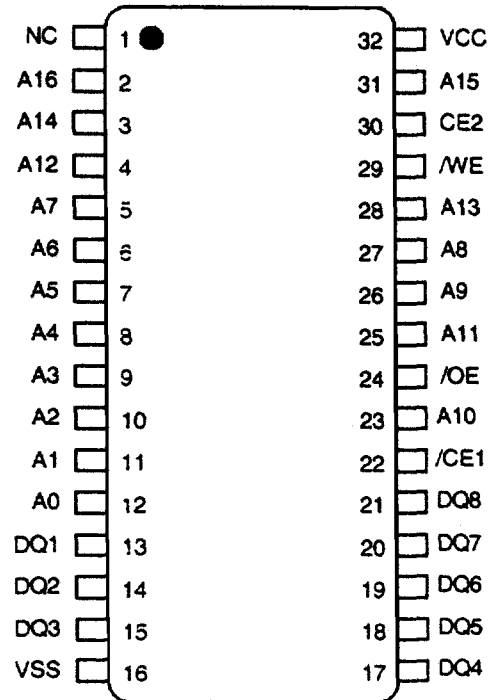 NC 1 32 VCC
A16 2 31 A15
A14 3 30 CE2
A12 4 29 /WE
A7 5 28 A13
A6 6 27 A8
A5 7 26 A9
A4 8 25 A11
A3 9 24 /OE
A2 10 23 A10
A1 11 22 /CE1
A0 12 21 DQ8
DQ1 13 20 DQ7
DQ2 14 19 DQ6
DQ3 15 18 DQ5
VSS 16 17 DQ4